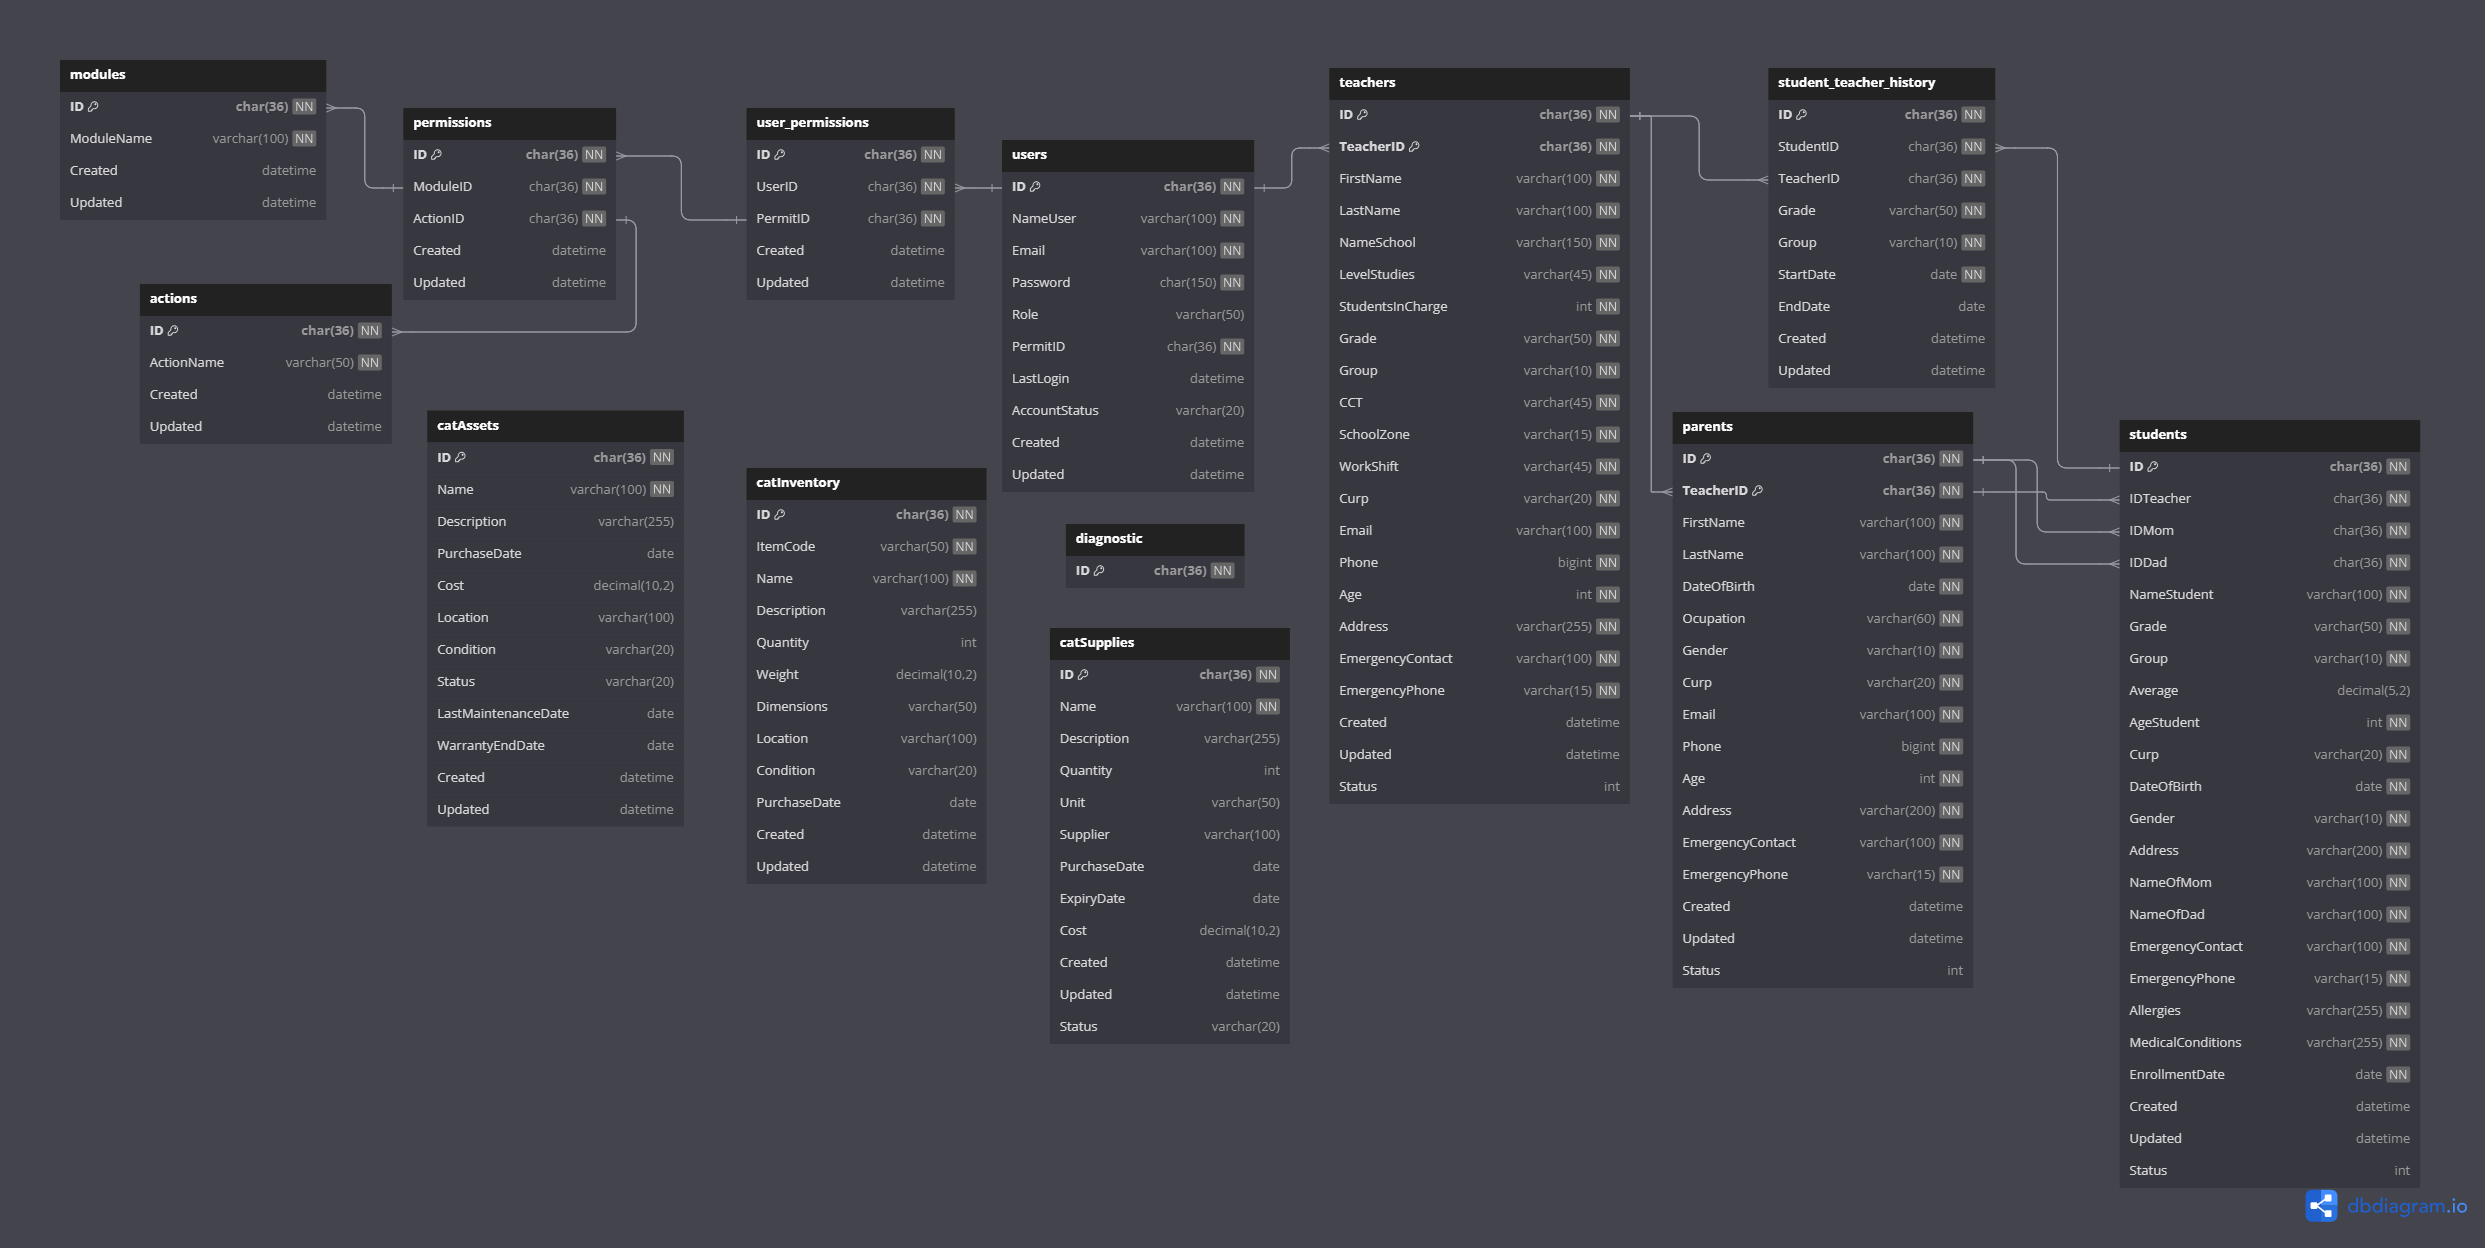 modules
ID char(36) NN
ModuleName varchar(100) NN
Created datetime
Updated datetime
actions
ID char(36) NN
ActionName varchar(50) NN
Created datetime
Updated datetime
permissions
ID char(36) NN
ModuleID char(36) NN
ActionID char(36) NN
Created datetime
Updated datetime
catAssets
ID char(36) NN
Name varchar(100) NN
Description varchar(255)
PurchaseDate date
Cost decimal(10,2)
Location varchar(100)
Condition varchar(20)
Status varchar(20)
LastMaintenanceDate date
WarrantyEndDate date
Created datetime
Updated datetime
user_permissions
ID char(36) NN
UserID char(36) NN
PermitID char(36) NN
Created datetime
Updated datetime
catInventory
ID char(36) NN
ItemCode varchar(50) NN
Name varchar(100) NN
Description varchar(255)
Quantity int
Weight decimal(10,2)
Dimensions varchar(50)
Location varchar(100)
Condition varchar(20)
PurchaseDate date
Created datetime
Updated datetime
users
ID char(36) NN
NameUser varchar(100) NN
Email varchar(100) NN
Password char(150) NN
Role varchar(50)
PermitID char(36) NN
LastLogin datetime
AccountStatus varchar(20)
Created datetime
Updated datetime
diagnostic
ID char(36) NN
catSupplies
ID char(36) NN
Name varchar(100) NN
Description varchar(255)
Quantity int
Unit varchar(50)
Supplier varchar(100)
PurchaseDate date
ExpiryDate date
Cost decimal(10,2)
Created datetime
Updated datetime
Status varchar(20)
teachers
ID char(36) NN
TeacherID char(36) NN
FirstName varchar(100) NN
LastName varchar(100) NN
NameSchool varchar(150) NN
LevelStudies varchar(45) NN
StudentsInCharge int NN
Grade varchar(50) NN
Group varchar(10) NN
CCT varchar(45) NN
SchoolZone varchar(15) NN
WorkShift varchar(45) NN
Curp varchar(20) NN
Email varchar(100) NN
Phone bigint NN
Age int NN
Address varchar(255) NN
EmergencyContact varchar(100) NN
EmergencyPhone varchar(15) NN
Created datetime
Updated datetime
Status int
student_teacher_history
ID char(36) NN
StudentID char(36) NN
TeacherID char(36) NN
Grade varchar(50) NN
Group varchar(10) NN
StartDate date NN
EndDate date
Created datetime
Updated datetime
parents
ID char(36) NN
TeacherID char(36) NN
FirstName varchar(100) NN
LastName varchar(100) NN
DateOfBirth date NN
Ocupation varchar(60) NN
Gender varchar(10) NN
Curp varchar(20) NN
Email varchar(100) NN
Phone bigint NN
Age int NN
Address varchar(200) NN
EmergencyContact varchar(100) NN
EmergencyPhone varchar(15) NN
Created datetime
Updated datetime
Status int
students
ID char(36) NN
IDTeacher char(36) NN
IDMom char(36) NN
IDDad char(36) NN
NameStudent varchar(100) NN
Grade varchar(50) NN
Group varchar(10) NN
Average decimal(5,2)
AgeStudent int NN
Curp varchar(20) NN
DateOfBirth date NN
Gender varchar(10) NN
Address varchar(200) NN
NameOfMom varchar(100) NN
NameOfDad varchar(100) NN
EmergencyContact varchar(100) NN
EmergencyPhone varchar(15) NN
Allergies varchar(255) NN
MedicalConditions varchar(255) NN
EnrollmentDate date NN
Created datetime
Updated datetime
Status int
dbdiagram.io